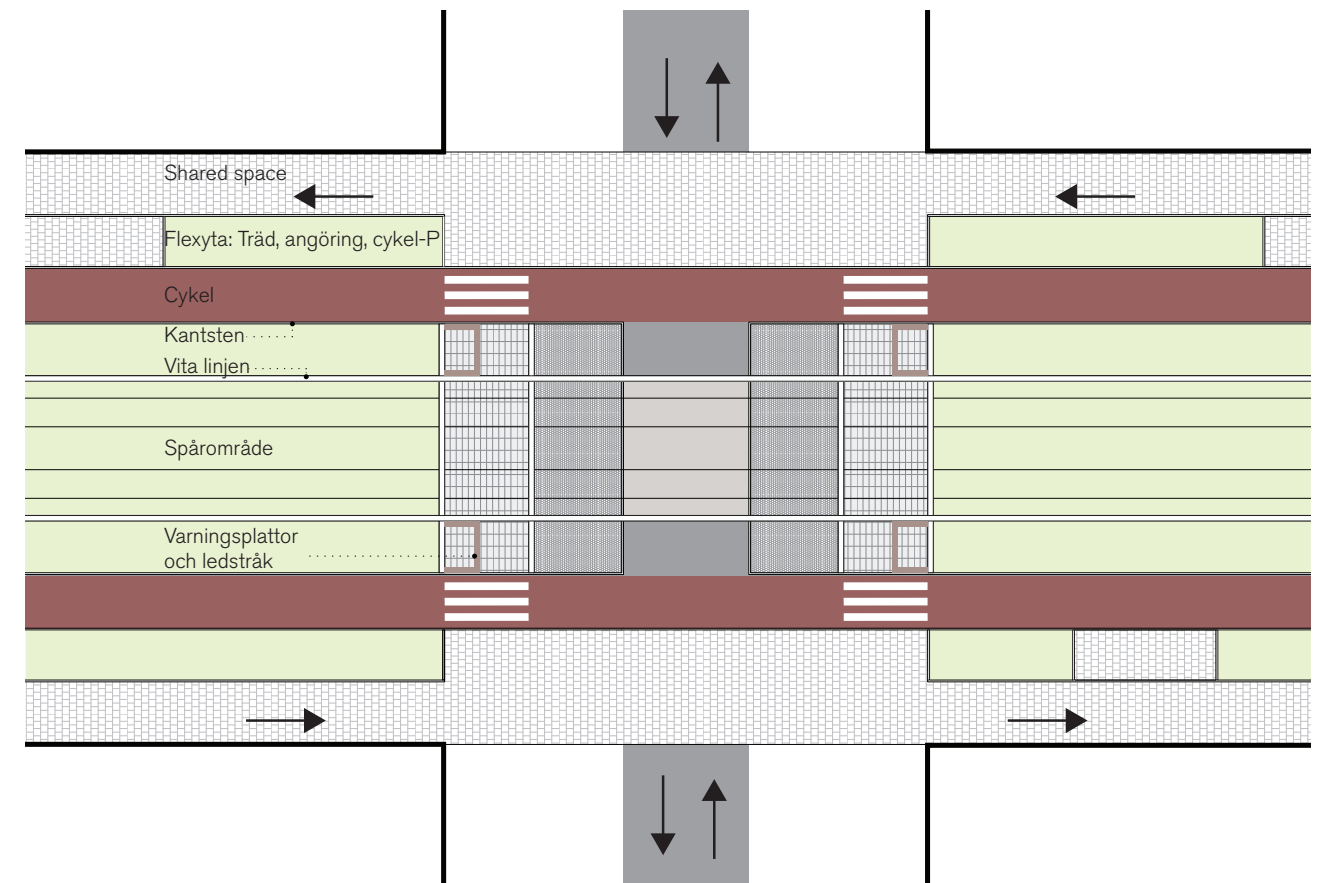 Shared space
Flexyta: Träd, angöring, cykel-P
Cykel
Kantsten
Vita linjen
Spårområde
Varningsplattor
och ledstråk